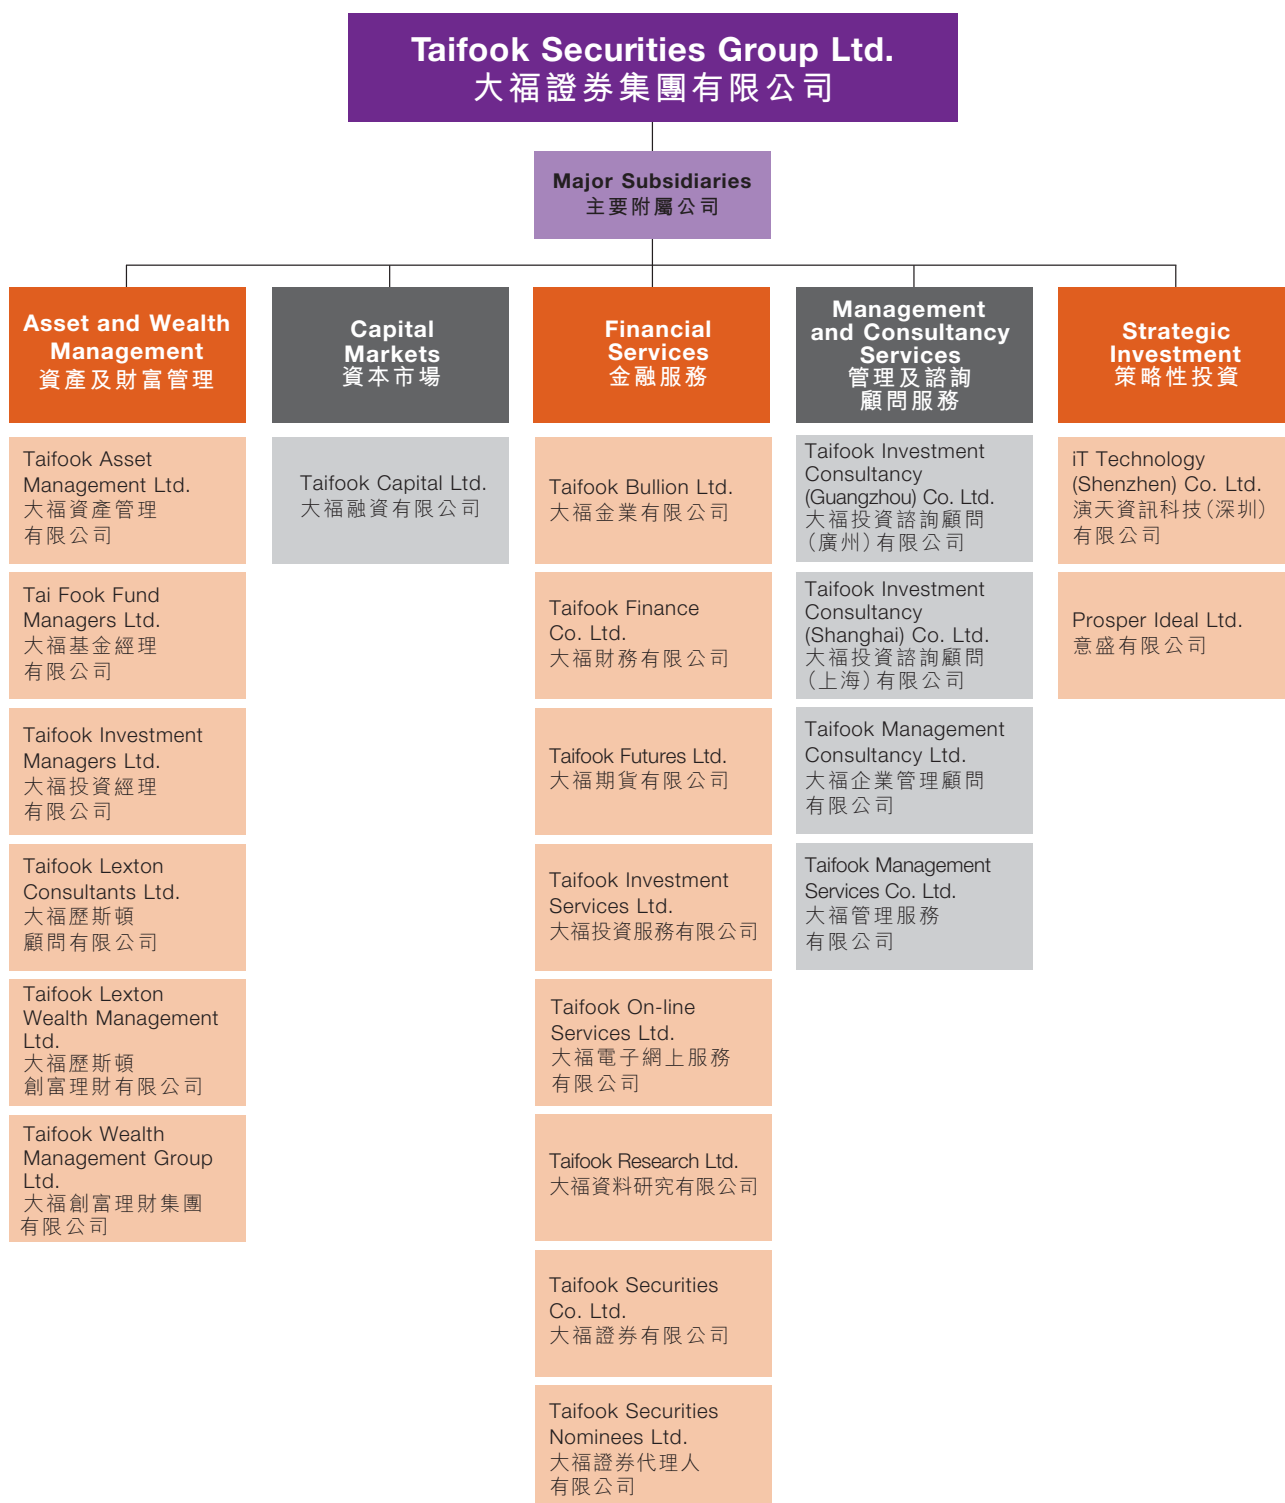 Taifook Securities Group Ltd.
大福證券集團有限公司
Major Subsidiaries
主要附屬公司
Asset and Wealth
Management
資產及財富管理
Taifook Asset
Management Ltd.
大福資產管理
有限公司
Tai Fook Fund
Managers Ltd.
大福基金經理
有限公司
Taifook Investment
Managers Ltd.
大福投資經理
有限公司
Taifook Lexton
Consultants Ltd.
大福歷斯頓
顧問有限公司
Taifook Lexton
Wealth Management
Ltd.
大福歷斯頓
創富理財有限公司
Taifook Wealth
Management Group
Ltd.
大福創富理財集團
有限公司
Capital
Markets
資本市場
Taifook Capital Ltd.
大福融資有限公司
Financial
Services
金融服務
Taifook Bullion Ltd.
大福金業有限公司
Taifook Finance
Co. Ltd.
大福財務有限公司
Taifook Futures Ltd.
大福期貨有限公司
Taifook Investment
Services Ltd.
大福投資服務有限公司
Taifook On-line
Services Ltd.
大福電子網上服務
有限公司
Taifook Research Ltd.
大福資料研究有限公司
Taifook Securities
Co. Ltd.
大福證券有限公司
Taifook Securities
Nominees Ltd.
大福證券代理人
有限公司
Management
and Consultancy
Services
管理及諮詢
顧問服務
Taifook Investment
Consultancy
(Guangzhou) Co. Ltd.
大福投資諮詢顧問
（廣州）有限公司
Taifook Investment
Consultancy
(Shanghai) Co. Ltd.
大福投資諮詢顧問
（上海）有限公司
Taifook Management
Consultancy Ltd.
大福企業管理顧問
有限公司
Taifook Management
Services Co. Ltd.
大福管理服務
有限公司
Strategic
Investment
策略性投資
iT Technology
(Shenzhen) Co. Ltd.
演天資訊科技（深圳）
有限公司
Prosper Ideal Ltd.
意盛有限公司